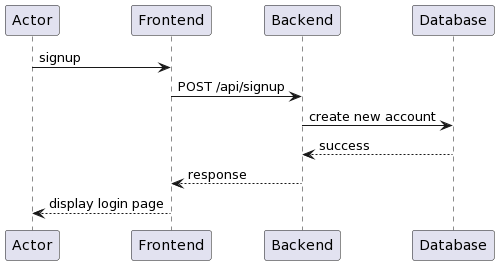 Actor Frontend Backend Database
signup
POST /api/signup
create new account
success
response
display login page
Actor Frontend Backend Database